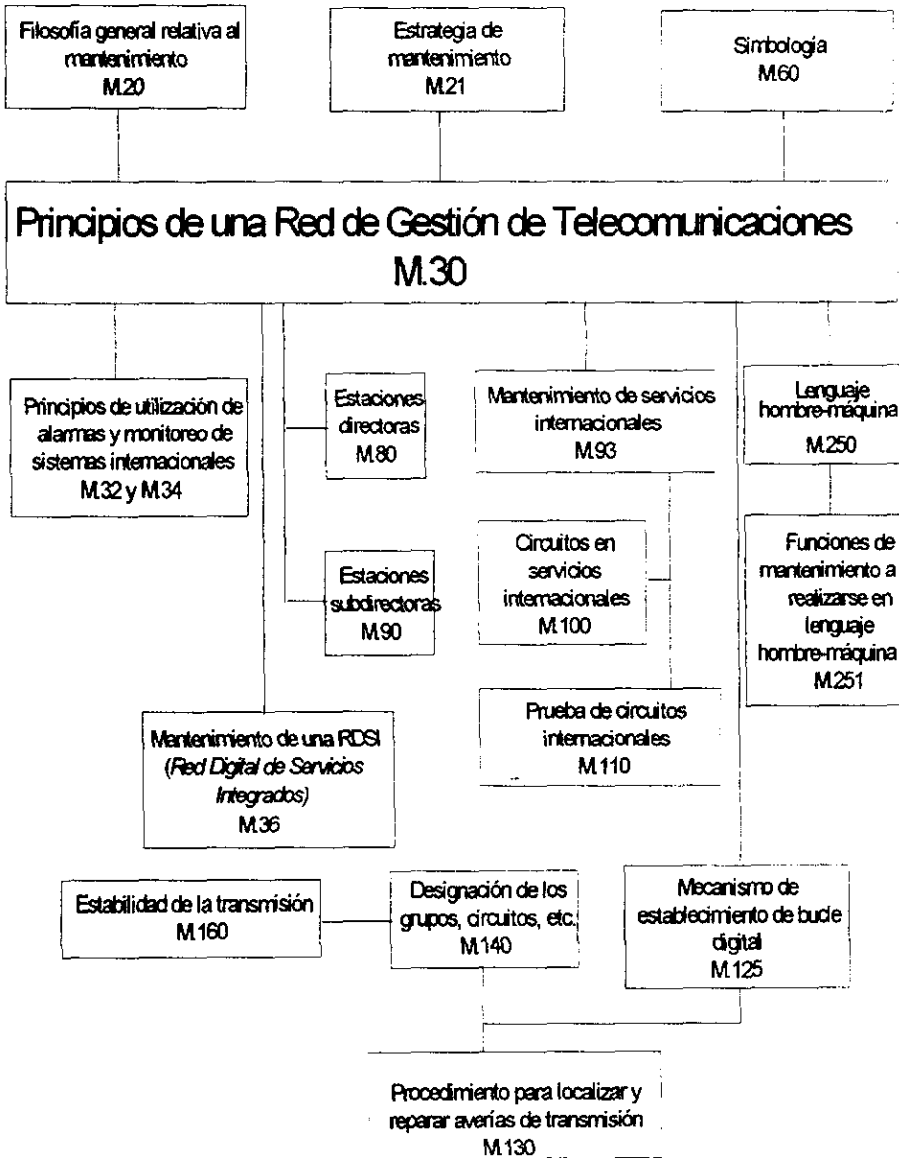 Filosofía general relativa al
mantenimiento
M.20
Estrategia de
mantenimiento
M.21
Simbología
M.60
Principios de una Red de Gestión de Telecomunicaciones
M.30
Principios de utilización de
alarmas y monitoreo de
sistemas internacionales
M.32 y M.34
Estaciones
directoras
M.80
Mantenimiento de servicios
internacionales
M.93
Lenguaje
hombre-máquina
M.250
Estaciones
subdirectoras
M.90
Circuitos en
servicios
internacionales
M.100
Funciones de
mantenimiento a
realizarse en
lenguaje
hombre-máquina
M.251
Mantenimiento de una RDSI
(Red Digital de Servicios
Integrados)
M.36
Prueba de circuitos
internacionales
M.110
Estabilidad de la transmisión
M.160
Designación de los
grupos, circuitos, etc.
M.140
Mecanismo de
establecimiento de bucle
digital
M.125
Procedimiento para localizar y
reparar averías de transmisión
M.130